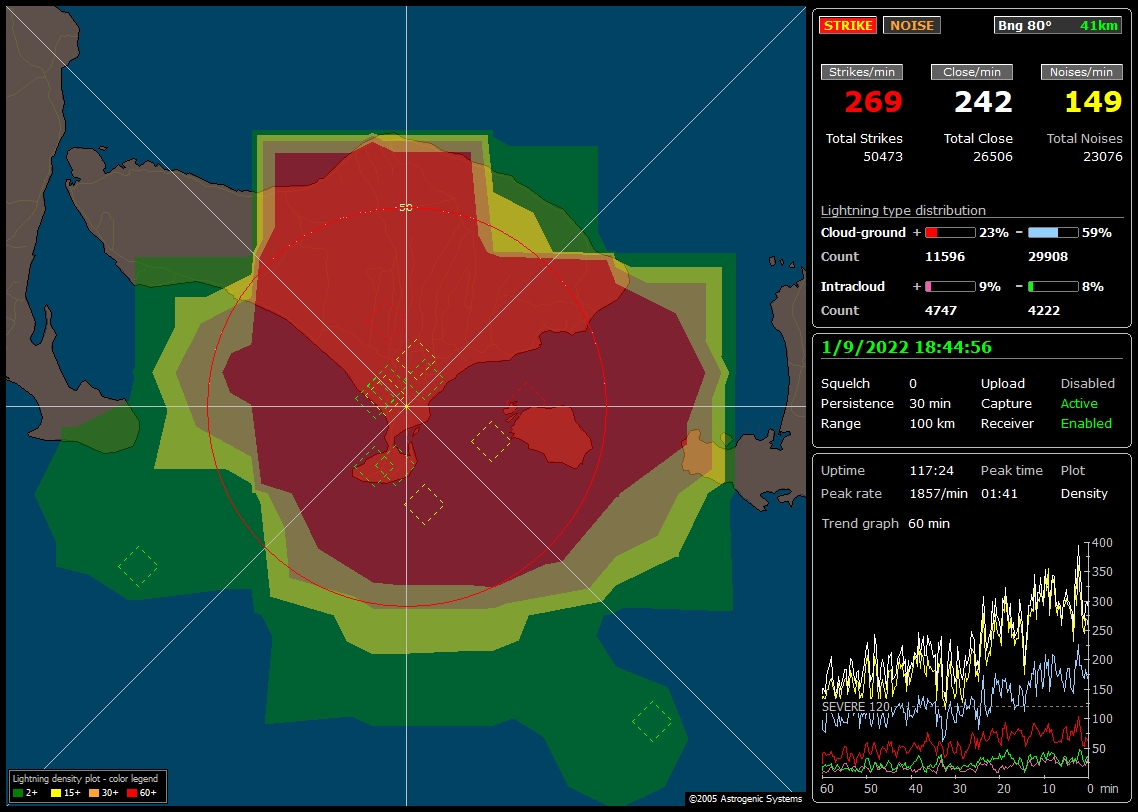 50
STRIKE NOISE Bng 80° 41km
Strikes/min Close/min Noises/min
269 242 149
Total Strikes Total Close Total Noises
50473 26506 23076
Lightning type distribution
Cloud-ground + 23% - 59%
Count 11596 29908
Intracloud + 9% - 8%
Count 4747 4222
1/9/2022 18:44:56
Squelch 0 Upload Disabled
Persistence 30 min Capture Active
Range 100 km Receiver Enabled
Uptime 117:24 Peak time Plot
Peak rate 1857/min 01:41 Density
Trend graph 60 min
400
350
300
250
200
150
SEVERE 120
100
50
60 50 40 30 20 10 0 min
Lightning density plot - color legend
2+ 15+ 30+ 60+
©2005 Astrogenic Systems